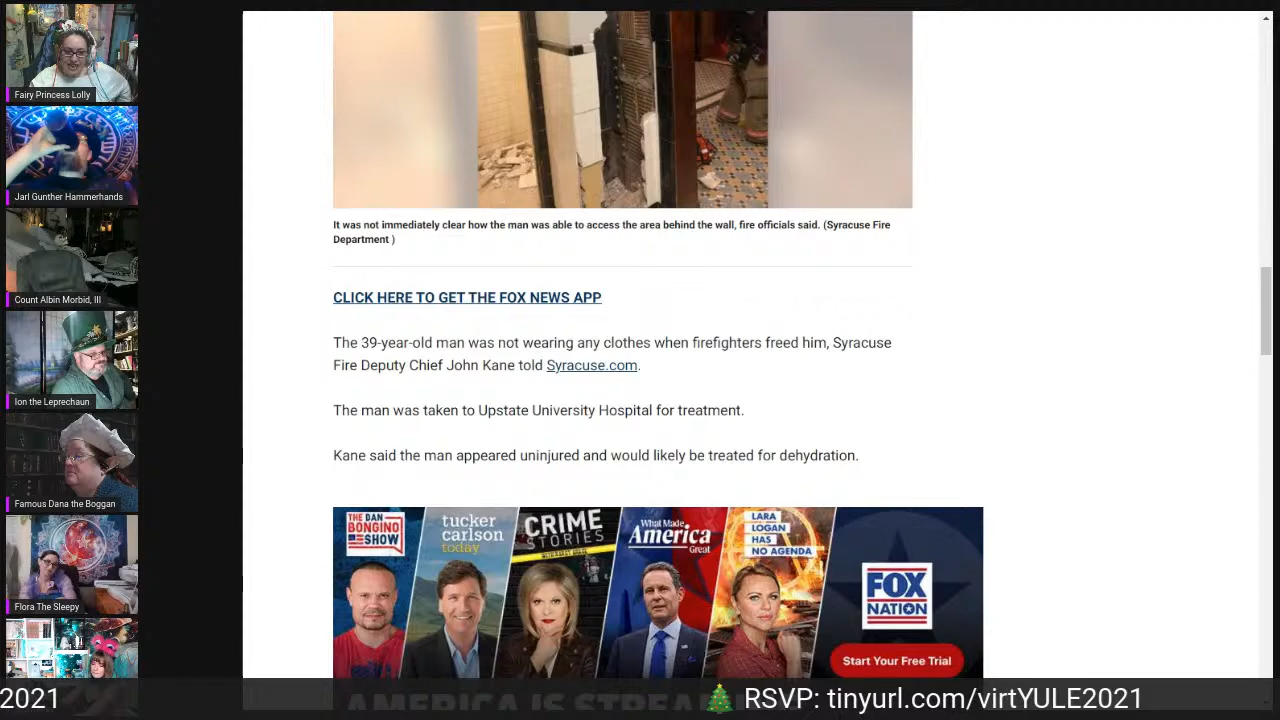 Fairy Princess Lolly
Jarl Gunther Hammerhands
Count Albin Morbid, III
Ion the Leprechaun
Famous Dana the Boggan
Flora The Sleepy
It was not immediately clear how the man was able to access the area behind the wall, fire officials said. (Syracuse Fire
Department )
CLICK HERE TO GET THE FOX NEWS APP
The 39-year-old man was not wearing any clothes when firefighters freed him, Syracuse
Fire Deputy Chief John Kane told Syracuse.com.
The man was taken to Upstate University Hospital for treatment.
Kane said the man appeared uninjured and would likely be treated for dehydration.
THE DAN
BONGINO
SHOW
tucker
carlson
today
CRIME
STORIES
What Made
America
Great
LARA
LOGAN
HAS
NO AGENDA
FOX
NATION
Start Your Free Trial
AMERICA IS
2021
🎄 RSVP: tinyurl.com/virtYULE2021